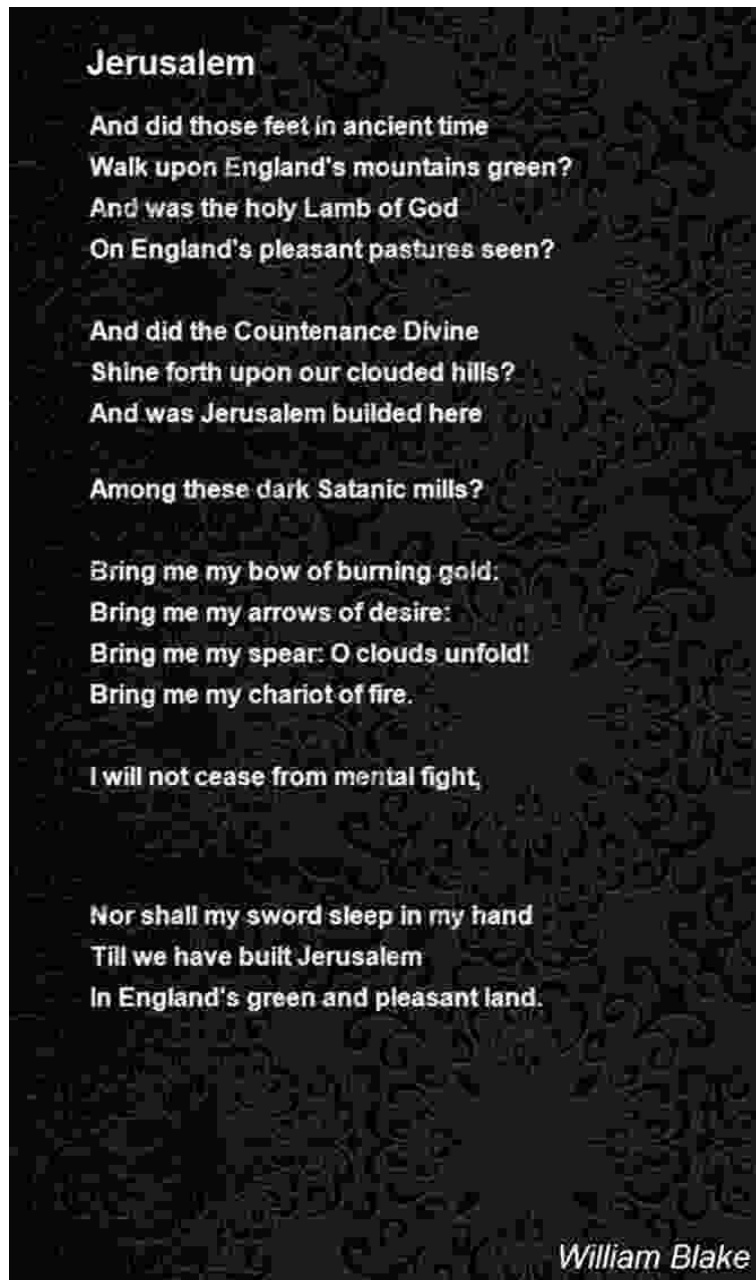 Jerusalem
And did those feet in ancient time
Walk upon England's mountains green?
And was the holy Lamb of God
On England's pleasant pastures seen?
And did the Countenance Divine
Shine forth upon our clouded hills?
And was Jerusalem builded here
Among these dark Satanic mills?
Bring me my bow of burning gold:
Bring me my arrows of desire:
Bring me my spear: O clouds unfold!
Bring me my chariot of fire.
I will not cease from mental fight,
Nor shall my sword sleep in my hand
Till we have built Jerusalem
In England's green and pleasant land.
William Blake